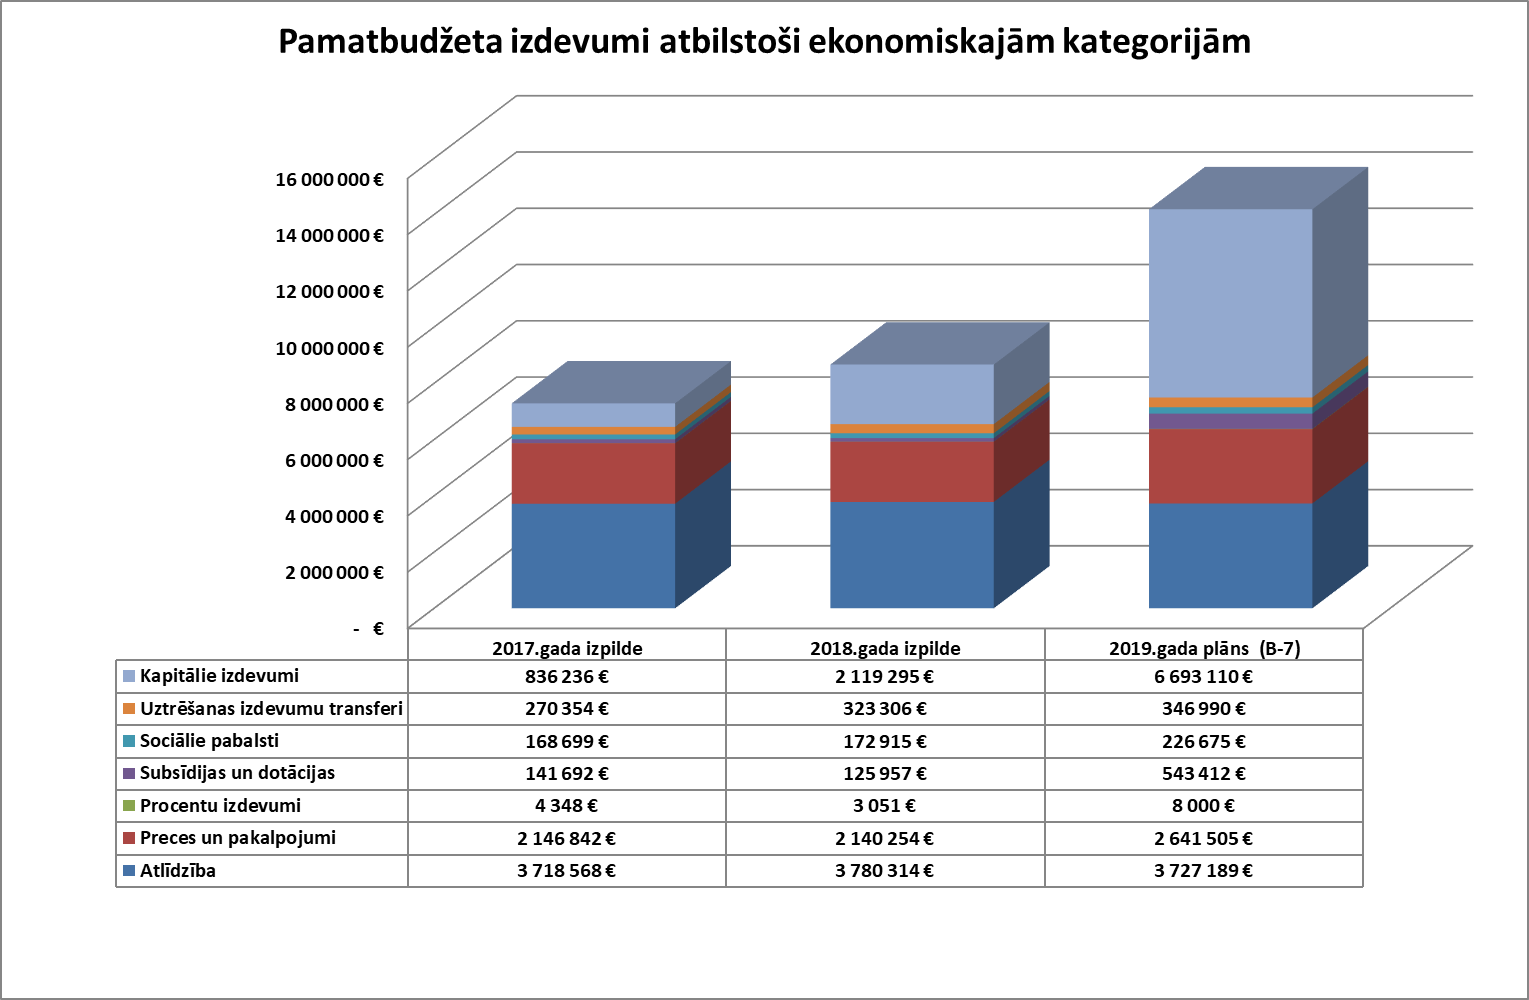 Pamatbudžeta izdevumi atbilstoši ekonomiskajām kategorijām
16 000 000 €
14 000 000 €
12 000 000 €
10 000 000 €
8 000 000 €
6 000 000 €
4 000 000 €
2 000 000 €
- €
2017.gada izpilde 2018.gada izpilde 2019.gada plāns (B-7)
Kapitālie izdevumi 836 236 € 2 119 295 € 6 693 110 €
Uztrēšanas izdevumu transferi 270 354 € 323 306 € 346 990 €
Sociālie pabalsti 168 699 € 172 915 € 226 675 €
Subsīdijas un dotācijas 141 692 € 125 957 € 543 412 €
Procentu izdevumi 4 348 € 3 051 € 8 000 €
Preces un pakalpojumi 2 146 842 € 2 140 254 € 2 641 505 €
Atlīdzība 3 718 568 € 3 780 314 € 3 727 189 €